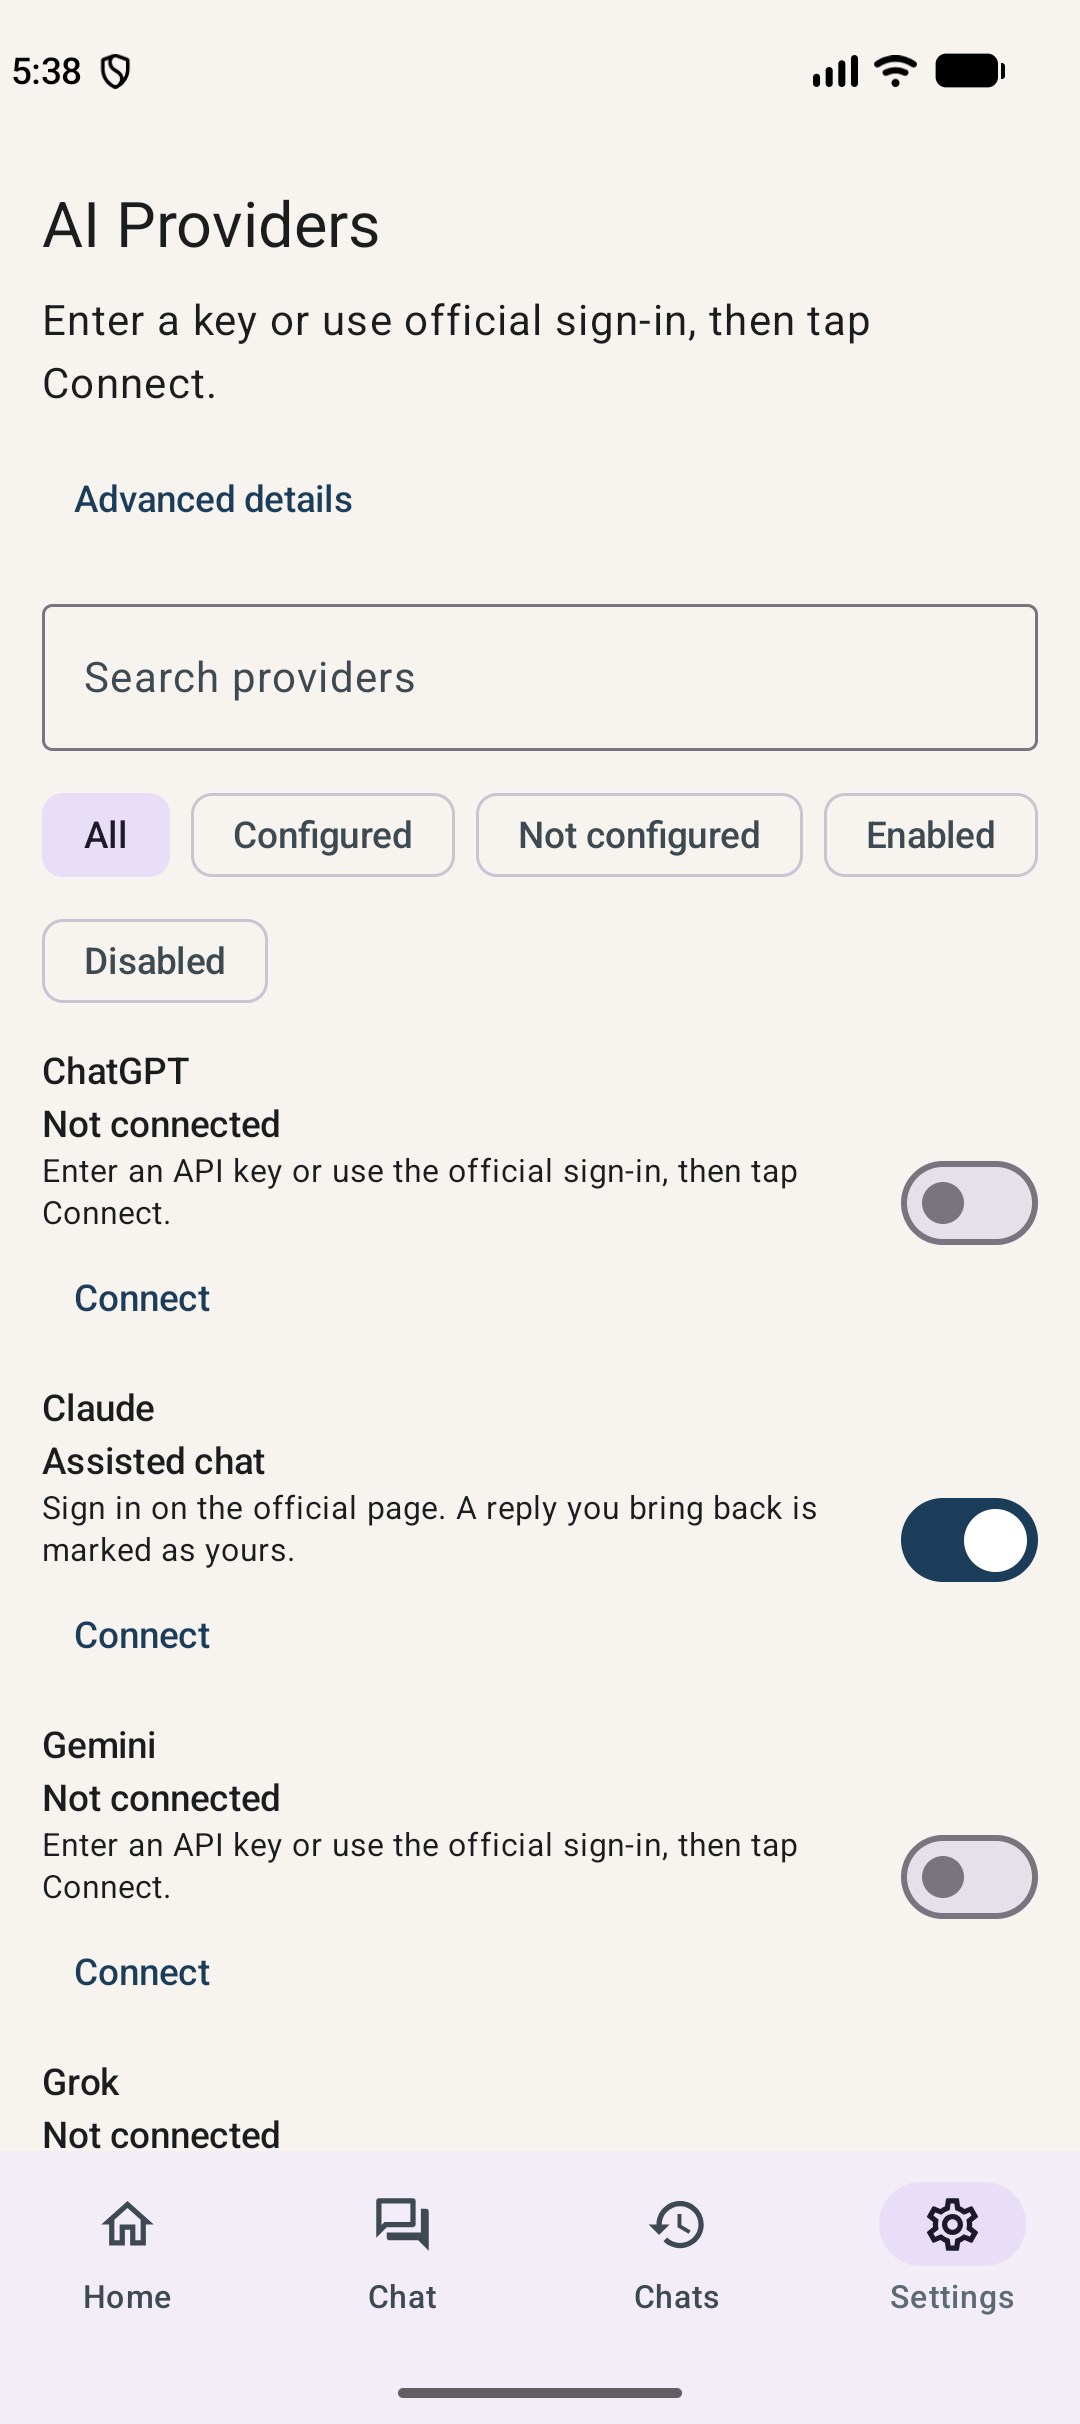 5:38
AI Providers
Enter a key or use official sign-in, then tap
Connect.
Advanced details
Search providers
All
Configured
Not configured
Enabled
Disabled
ChatGPT
Not connected
Enter an API key or use the official sign-in, then tap
Connect.
Connect
Claude
Assisted chat
Sign in on the official page. A reply you bring back is
marked as yours.
Connect
Gemini
Not connected
Enter an API key or use the official sign-in, then tap
Connect.
Connect
Grok
Not connected
Home
Chat
Chats
Settings